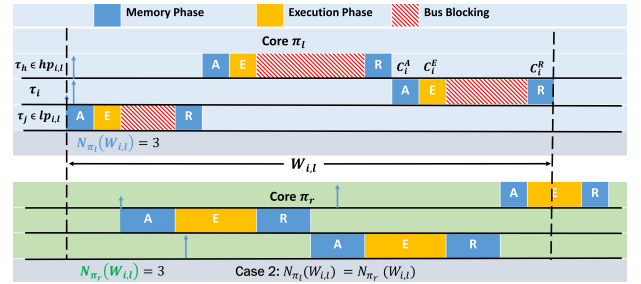 Memory Phase Execution Phase Bus Blocking
Core π_l
τ_h ∈ hp_{i,l} A E R C_i^A C_i^E C_i^R
τ_i A E R
τ_j ∈ lp_{i,l} A E R
N_{π_l}(W_{i,l}) = 3
W_{i,l}
Core π_r A E R
A E R
A E R
N_{π_r}(W_{i,l}) = 3 Case 2: N_{π_l}(W_{i,l}) = N_{π_r} (W_{i,l})